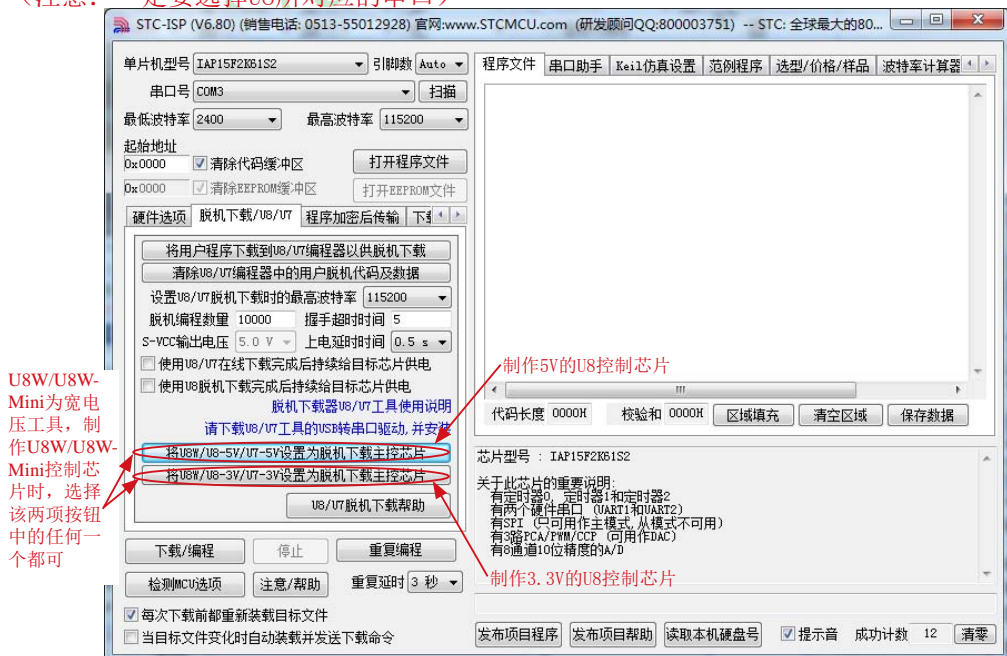 （注意：一定要选择U8所对应的串口）
STC-ISP (V6.80) (销售电话: 0513-55012928) 官网:www.STCMCU.com (研发顾问QQ:800003751) -- STC: 全球最大的80...
单片机型号 IAP15F2K61S2 引脚数 Auto
串口号 COM3 扫描
最低波特率 2400 最高波特率 115200
起始地址
0x0000 清除代码缓冲区 打开程序文件
0x0000 清除EEPROM缓冲区 打开EEPROM文件
硬件选项 脱机下载/U8/U7 程序加密后传输
将用户程序下载到U8/U7编程器以供脱机下载
清除U8/U7编程器中的用户脱机代码及数据
设置U8/U7脱机下载时的最高波特率 115200
脱机编程数量 10000 握手超时时间 5
S-VCC输出电压 5.0 V 上电延时时间 0.5 s
使用U8/U7在线下载完成后持续给目标芯片供电
使用U8脱机下载完成后持续给目标芯片供电
脱机下载器U8/U7工具使用说明
请下载U8/U7工具的USB转串口驱动,并安装
将U8W/U8-5V/U7-5V设置为脱机下载主控芯片
将U8W/U8-3V/U7-3V设置为脱机下载主控芯片
U8/U7脱机下载帮助
下载/编程 停止 重复编程
检测MCU选项 注意/帮助 重复延时 3 秒
每次下载前都重新装载目标文件
当目标文件变化时自动装载并发送下载命令
U8W/U8W-
Mini为宽电
压工具，制
作U8W/U8W-
Mini控制芯
片时，选择
该两项按钮
中的任何一
个都可
程序文件 串口助手 Keil仿真设置 范例程序 选型/价格/样品 波特率计算器
制作5V的U8控制芯片
代码长度 0000H 校验和 0000H 区域填充 清空区域 保存数据
芯片型号 : IAP15F2K61S2
关于此芯片的重要说明:
有定时器0, 定时器1和定时器2
有两个硬件串口 (UART1和UART2)
有SPI (只可用作主模式,从模式不可用)
有3路PCA/PWM/CCP (可用作DAC)
有8通道10位精度的A/D
制作3.3V的U8控制芯片
发布项目程序 发布项目帮助 读取本机硬盘号 提示音 成功计数 12 清零